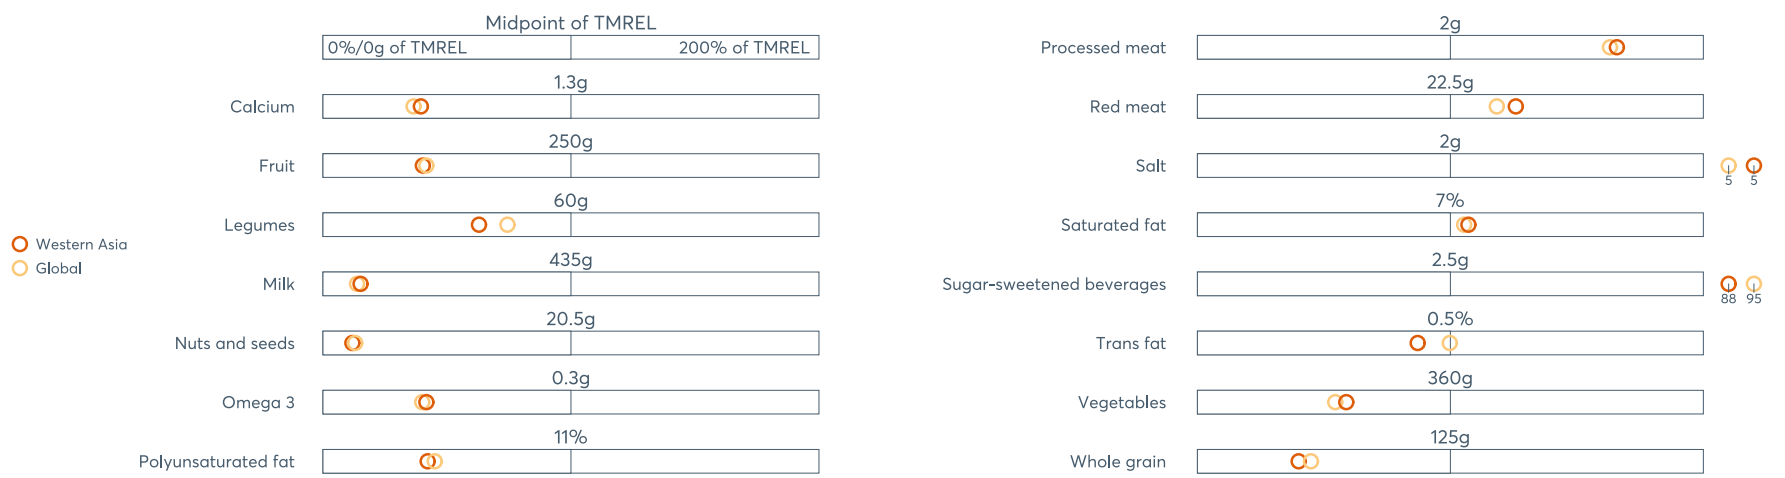 Midpoint of TMREL
0%/0g of TMREL 200% of TMREL
1.3g
Calcium
250g
Fruit
60g
Legumes
435g
Milk
20.5g
Nuts and seeds
0.3g
Omega 3
11%
Polyunsaturated fat
Western Asia
Global
2g
Processed meat
22.5g
Red meat
2g
Salt
5 5
7%
Saturated fat
2.5g
Sugar-sweetened beverages
88 95
0.5%
Trans fat
360g
Vegetables
125g
Whole grain